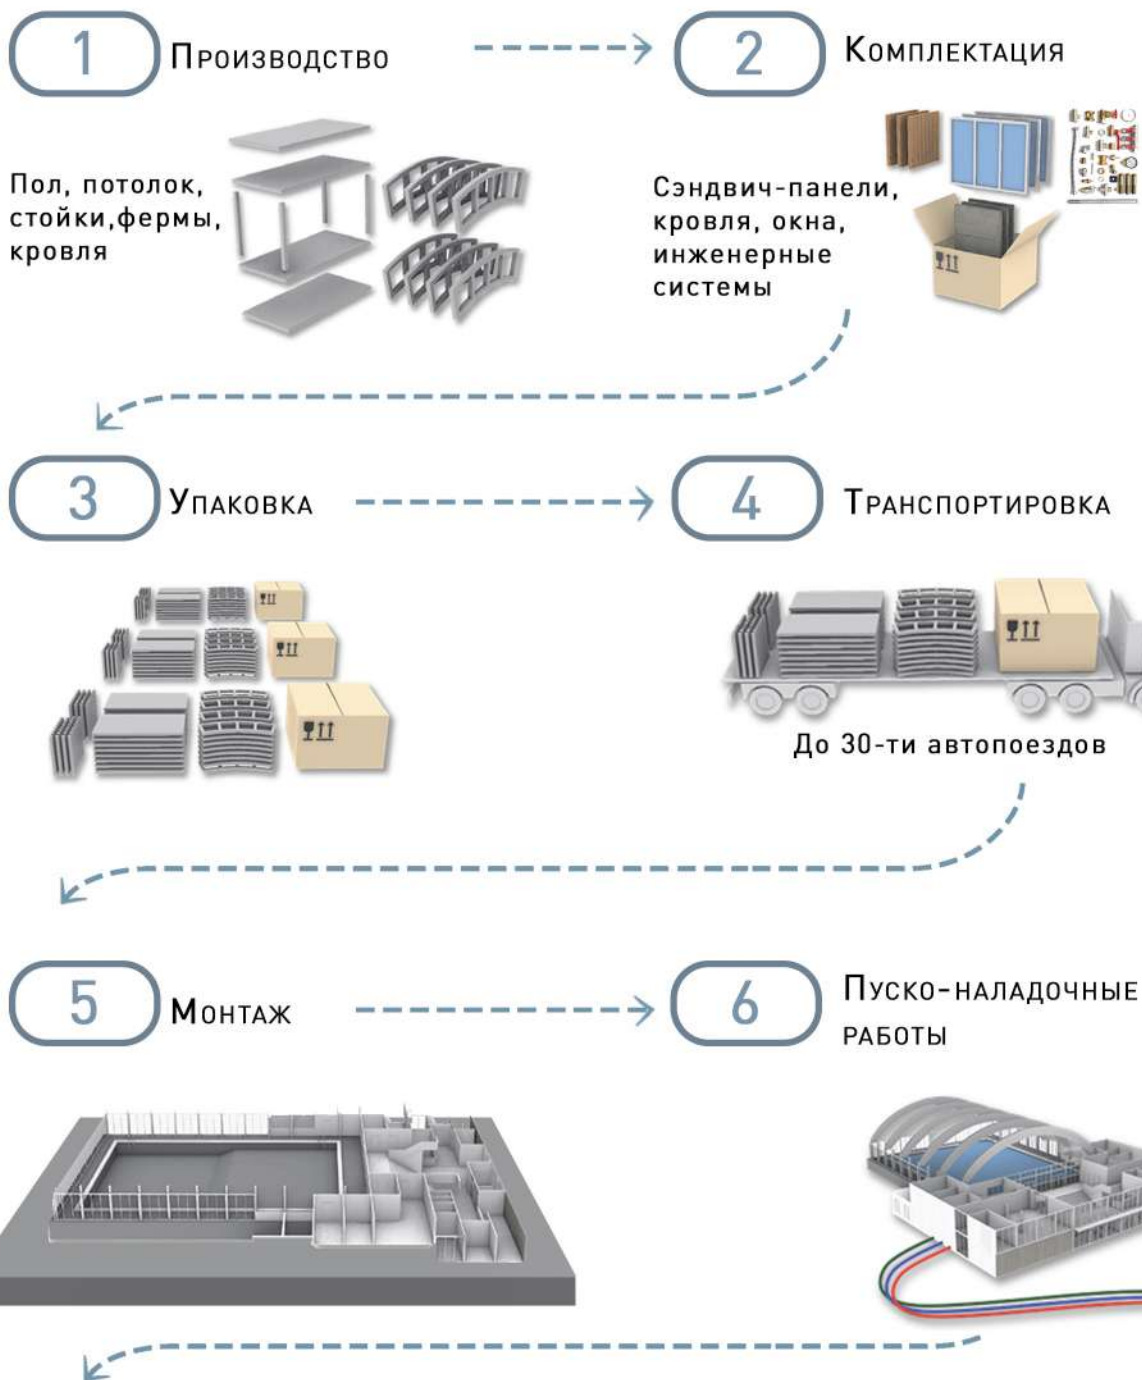 1
Производство
2
Комплектация
Пол, потолок,
стойки,фермы,
кровля
Сэндвич-панели,
кровля, окна,
инженерные
системы
3
Упаковка
4
Транспортировка
До 30-ти автопоездов
5
Монтаж
6
Пуско-наладочные
работы